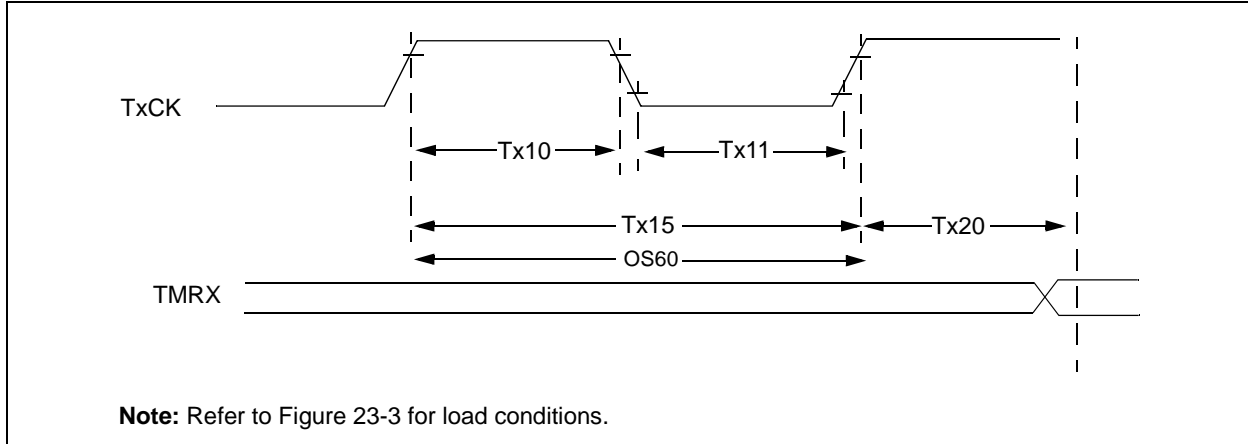 TxCK
Tx10
Tx11
Tx15
Tx20
OS60
TMRX
Note: Refer to Figure 23-3 for load conditions.